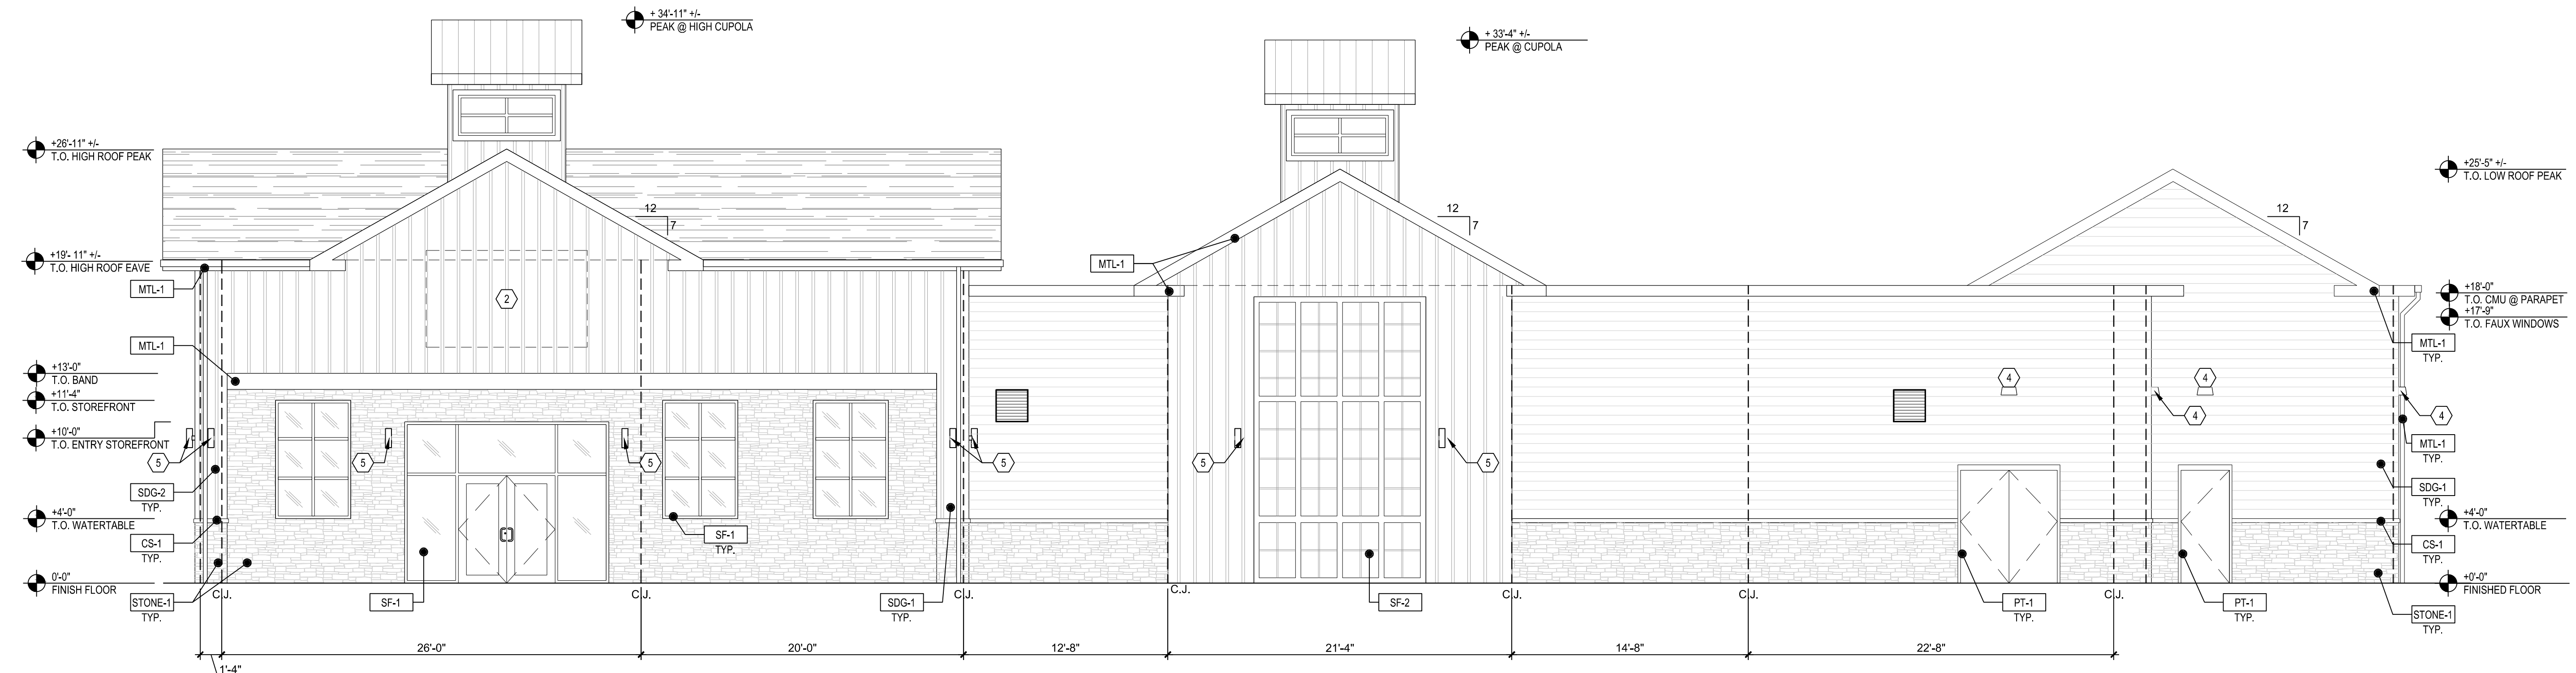 + 34'-11" +/-
PEAK @ HIGH CUPOLA
+ 33'-4" +/-
PEAK @ CUPOLA
+26'-11" +/-
T.O. HIGH ROOF PEAK
+25'-5" +/-
T.O. LOW ROOF PEAK
12
7
12
7
12
7
+19'- 11" +/-
T.O. HIGH ROOF EAVE
MTL-1
MTL-1
2
+18'-0"
T.O. CMU @ PARAPET
+17'-9"
T.O. FAUX WINDOWS
MTL-1
MTL-1
TYP.
+13'-0"
T.O. BAND
+11'-4"
T.O. STOREFRONT
4
4
4
4
+10'-0"
T.O. ENTRY STOREFRONT
MTL-1
TYP.
5
5
5
5
5
5
SDG-2
TYP.
SDG-1
TYP.
+4'-0"
T.O. WATERTABLE
+4'-0"
T.O. WATERTABLE
SF-1
TYP.
CS-1
TYP.
CS-1
TYP.
0'-0"
FINISH FLOOR
+0'-0"
FINISHED FLOOR
C.J.
C.J.
C.J.
C.J.
C.J.
C.J.
C.J.
STONE-1
TYP.
SF-1
SDG-1
TYP.
SF-2
PT-1
TYP.
PT-1
TYP.
STONE-1
TYP.
26'-0"
20'-0"
12'-8"
21'-4"
14'-8"
22'-8"
1'-4"